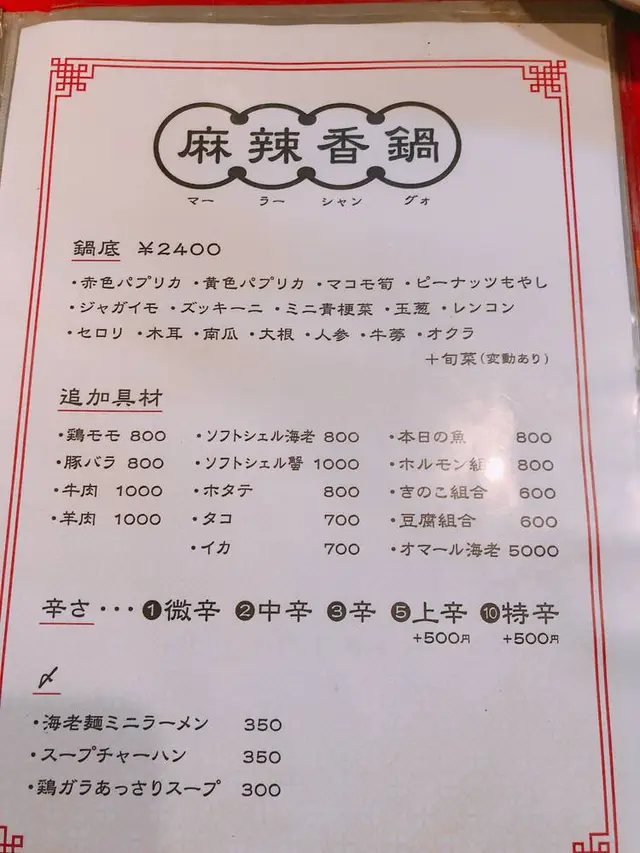 麻辣香鍋
マー ラー シャン グォ
鍋底 ¥2400
・赤色パプリカ ・黄色パプリカ ・マコモ筍 ・ピーナッツもやし
・ジャガイモ ・ズッキーニ ・ミニ青梗菜 ・玉葱 ・レンコン
・セロリ ・木耳 ・南瓜 ・大根 ・人参 ・牛蒡 ・オクラ
＋旬菜(変動あり)
追加具材
・鶏モモ 800 ・ソフトシェル海老 800 ・本日の魚 800
・豚バラ 800 ・ソフトシェル蟹 1000 ・ホルモン組 800
・牛肉 1000 ・ホタテ 800 ・きのこ組合 600
・羊肉 1000 ・タコ 700 ・豆腐組合 600
・イカ 700 ・オマール海老 5000
辛さ・・・❶微辛 ❷中辛 ❸辛 ❺上辛 ❿特辛
+500円 +500円
〆
・海老麺ミニラーメン 350
・スープチャーハン 350
・鶏ガラあっさりスープ 300